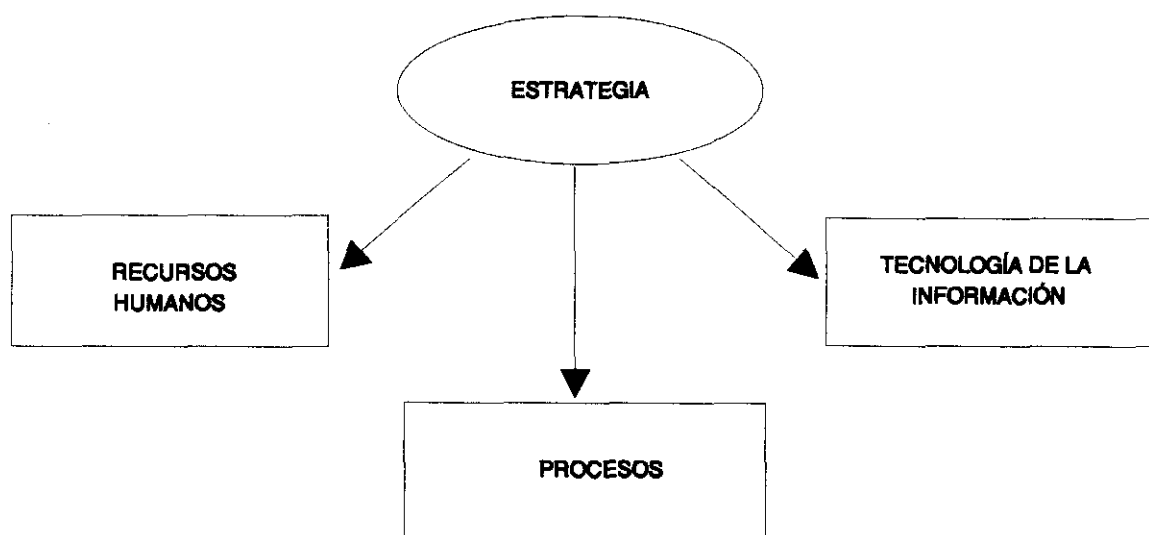 ESTRATEGIA
RECURSOS
HUMANOS
TECNOLOGÍA DE LA
INFORMACIÓN
PROCESOS